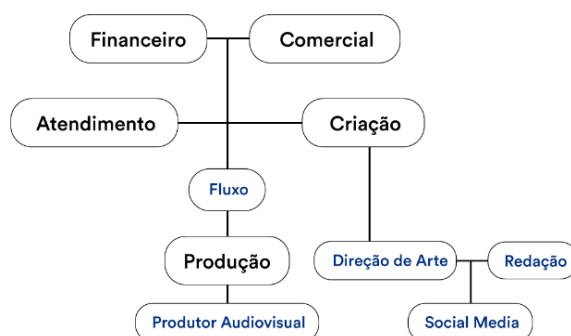 Financeiro
Comercial
Atendimento
Criação
Fluxo
Produção
Direção de Arte
Redação
Produtor Audiovisual
Social Media